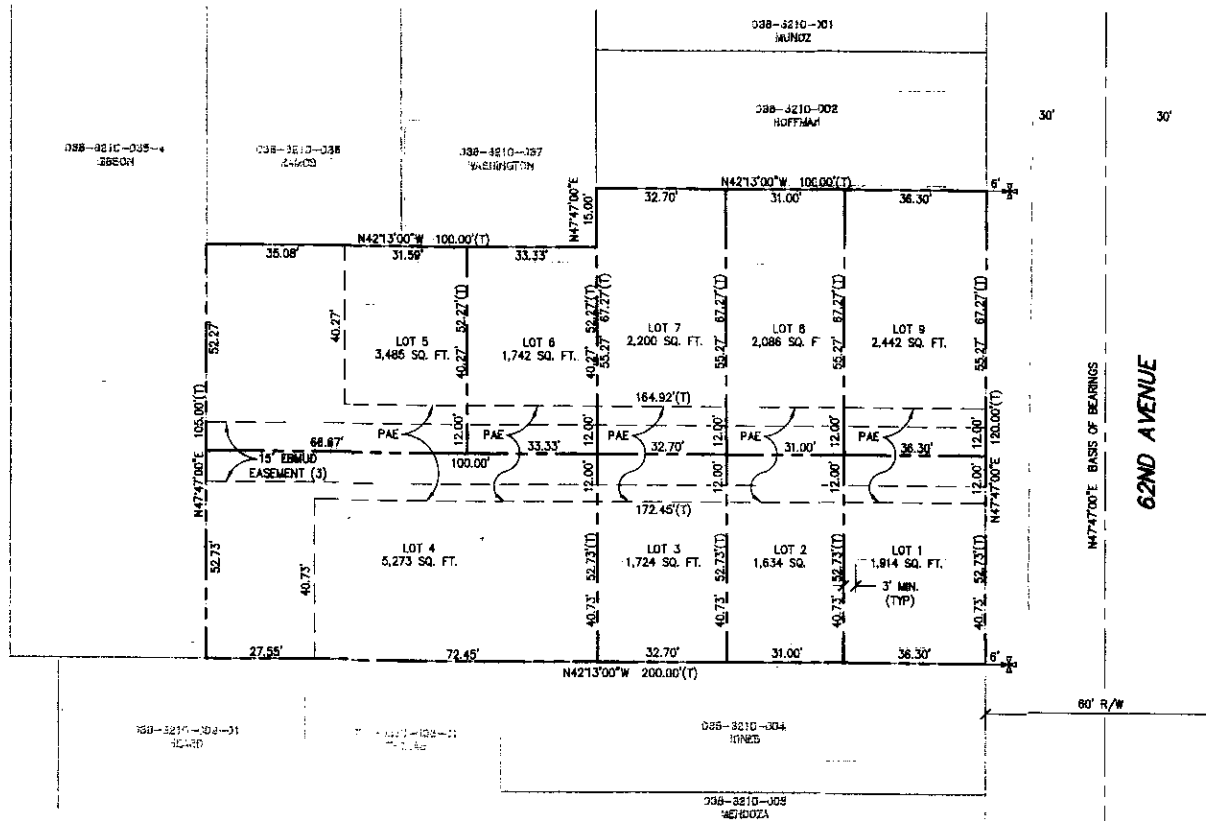 038-3210-001
MUNOZ
038-3210-002
HOFFMAN
30'
30'
WASHINGTON
N42°13'00"W 100.00'(T)
6'
32.70'
31.00'
36.30'
N47°47'00"E
15.00'
N42°13'00"W 100.00'(T)
35.08'
31.59'
33.33'
52.27
40.27'
LOT 5
3,485 SQ. FT.
52.27'(T)
40.27'
LOT 6
1,742 SQ. FT.
52.27'(T)
40.27'
67.27'(T)
55.27'
LOT 7
2,200 SQ. FT.
67.27'(T)
55.27'
LOT 8
2,086 SQ. F
67.27'(T)
55.27'
LOT 9
2,442 SQ. FT.
67.27'(T)
55.27'
164.92'(T)
N47°47'00"E 105.00'(T)
66.67'
15' EBMUD
EASEMENT (3)
PAE
12.00'
100.00'
PAE
33.33'
12.00'
12.00'
PAE
32.70'
12.00'
12.00'
PAE
31.00'
12.00'
12.00'
PAE
36.30'
12.00'
12.00'
N47°47'00"E 120.00'(T)
172.45'(T)
52.73'
40.73'
LOT 4
5,273 SQ. FT.
52.73'(T)
40.73'
LOT 3
1,724 SQ. FT.
52.73'(T)
40.73'
LOT 2
1,634 SQ.
52.73'(T)
40.73'
LOT 1
1,914 SQ. FT.
3' MIN.
(TYP)
52.73'(T)
40.73'
27.55'
72.45'
32.70'
31.00'
36.30'
N42°13'00"W 200.00'(T)
6'
N47°47'00"E BASIS OF BEARINGS
62ND AVENUE
60' R/W
MENDOZA